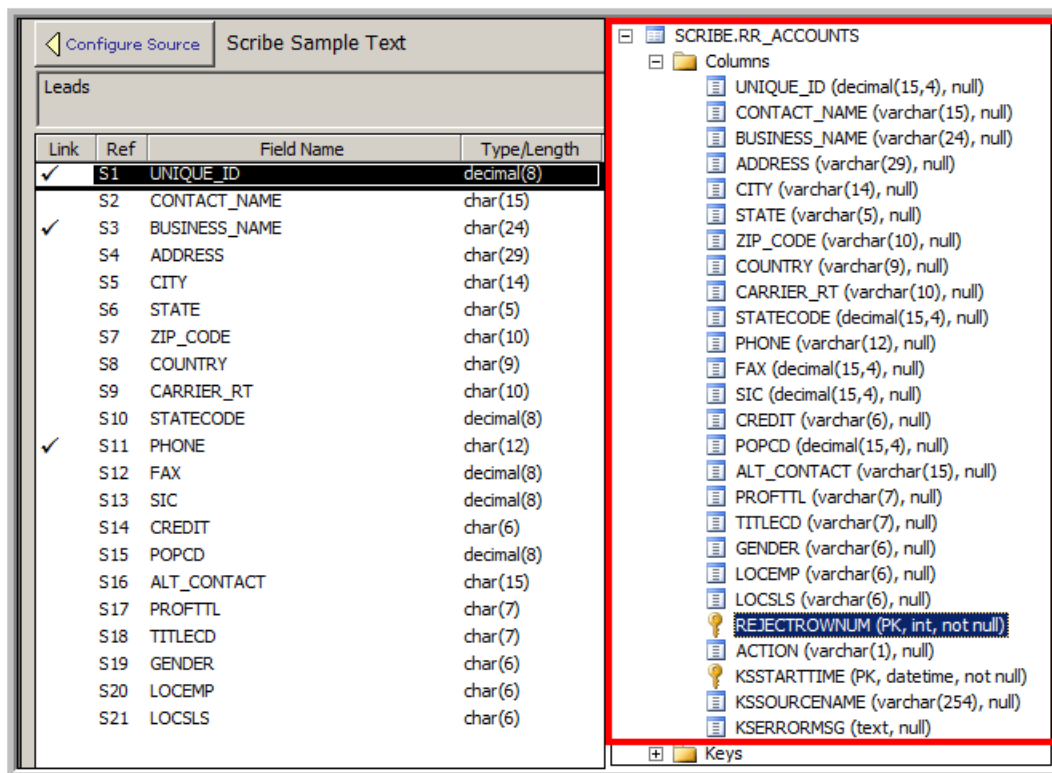 Configure Source
Scribe Sample Text
Leads
Link Ref Field Name Type/Length
✓ S1 UNIQUE_ID decimal(8)
S2 CONTACT_NAME char(15)
✓ S3 BUSINESS_NAME char(24)
S4 ADDRESS char(29)
S5 CITY char(14)
S6 STATE char(5)
S7 ZIP_CODE char(10)
S8 COUNTRY char(9)
S9 CARRIER_RT char(10)
S10 STATECODE decimal(8)
✓ S11 PHONE char(12)
S12 FAX decimal(8)
S13 SIC decimal(8)
S14 CREDIT char(6)
S15 POPCD decimal(8)
S16 ALT_CONTACT char(15)
S17 PROFTTL char(7)
S18 TITLECD char(7)
S19 GENDER char(6)
S20 LOCEMP char(6)
S21 LOCSLS char(6)
SCRIBE.RR_ACCOUNTS
Columns
UNIQUE_ID (decimal(15,4), null)
CONTACT_NAME (varchar(15), null)
BUSINESS_NAME (varchar(24), null)
ADDRESS (varchar(29), null)
CITY (varchar(14), null)
STATE (varchar(5), null)
ZIP_CODE (varchar(10), null)
COUNTRY (varchar(9), null)
CARRIER_RT (varchar(10), null)
STATECODE (decimal(15,4), null)
PHONE (varchar(12), null)
FAX (decimal(15,4), null)
SIC (decimal(15,4), null)
CREDIT (varchar(6), null)
POPCD (decimal(15,4), null)
ALT_CONTACT (varchar(15), null)
PROFTTL (varchar(7), null)
TITLECD (varchar(7), null)
GENDER (varchar(6), null)
LOCEMP (varchar(6), null)
LOCSLS (varchar(6), null)
REJECTROWNUM (PK, int, not null)
ACTION (varchar(1), null)
KSSTARTTIME (PK, datetime, not null)
KSSOURCENAME (varchar(254), null)
KSERRORMSG (text, null)
Keys